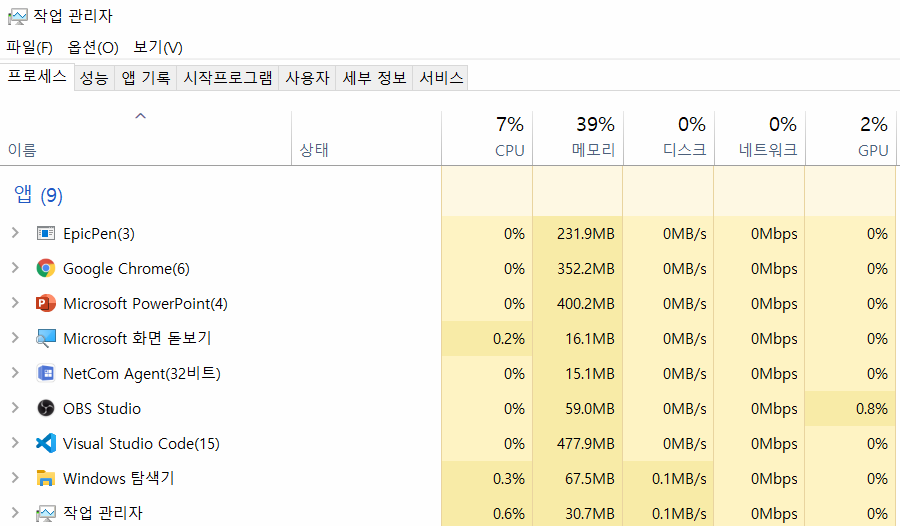 작업 관리자
파일(F) 옵션(O) 보기(V)
프로세스 성능 앱 기록 시작프로그램 사용자 세부 정보 서비스
7% 39% 0% 0% 2%
이름 상태 CPU 메모리 디스크 네트워크 GPU
앱 (9)
EpicPen(3) 0% 231.9MB 0MB/s 0Mbps 0%
Google Chrome(6) 0% 352.2MB 0MB/s 0Mbps 0%
Microsoft PowerPoint(4) 0% 400.2MB 0MB/s 0Mbps 0%
Microsoft 화면 돋보기 0.2% 16.1MB 0MB/s 0Mbps 0%
NetCom Agent(32비트) 0% 15.1MB 0MB/s 0Mbps 0%
OBS Studio 0% 59.0MB 0MB/s 0Mbps 0.8%
Visual Studio Code(15) 0% 477.9MB 0MB/s 0Mbps 0%
Windows 탐색기 0.3% 67.5MB 0.1MB/s 0Mbps 0%
작업 관리자 0.6% 30.7MB 0.1MB/s 0Mbps 0%